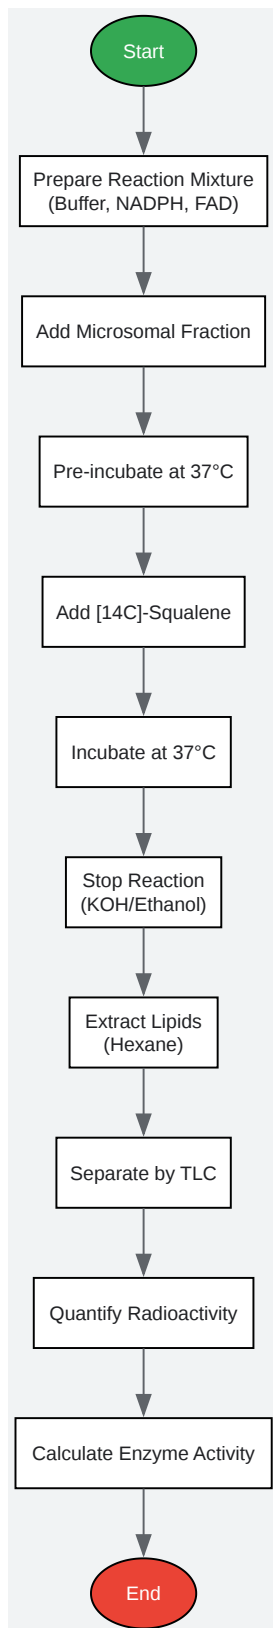 Start
Prepare Reaction Mixture
(Buffer, NADPH, FAD)
Add Microsomal Fraction
Pre-incubate at 37°C
Add [14C]-Squalene
Incubate at 37°C
Stop Reaction
(KOH/Ethanol)
Extract Lipids
(Hexane)
Separate by TLC
Quantify Radioactivity
Calculate Enzyme Activity
End